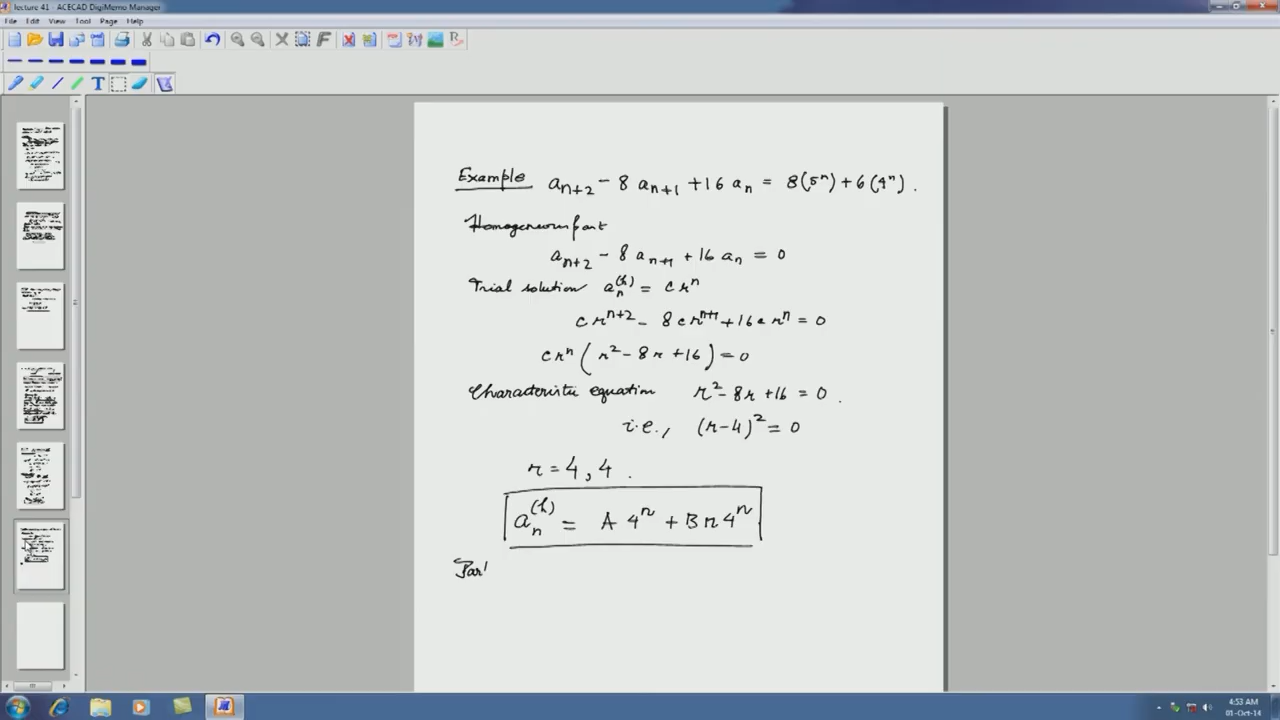 lecture 41 - ACECAD DigiMemo Manager
File Edit View Tool Page Help
Example a_{n+2} - 8 a_{n+1} + 16 a_n = 8(5^n) + 6(4^n).
Homogeneous part
a_{n+2} - 8 a_{n+1} + 16 a_n = 0
Trial solution a_n^{(h)} = c r^n
c r^{n+2} - 8 c r^{n+1} + 16 c r^n = 0
c r^n (r^2 - 8r + 16) = 0
Characteristic equation r^2 - 8r + 16 = 0.
i.e., (r-4)^2 = 0
r = 4, 4.
a_n^{(h)} = A 4^n + B n 4^n
Par
4:53 AM
01-Oct-14